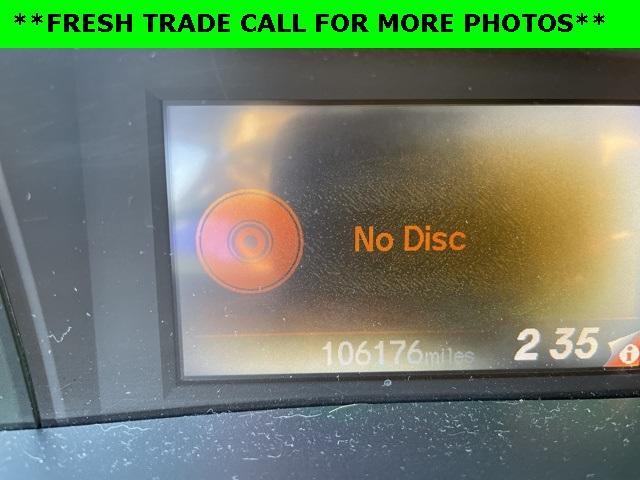 **FRESH TRADE CALL FOR MORE PHOTOS**
No Disc
106176miles
2 35
i